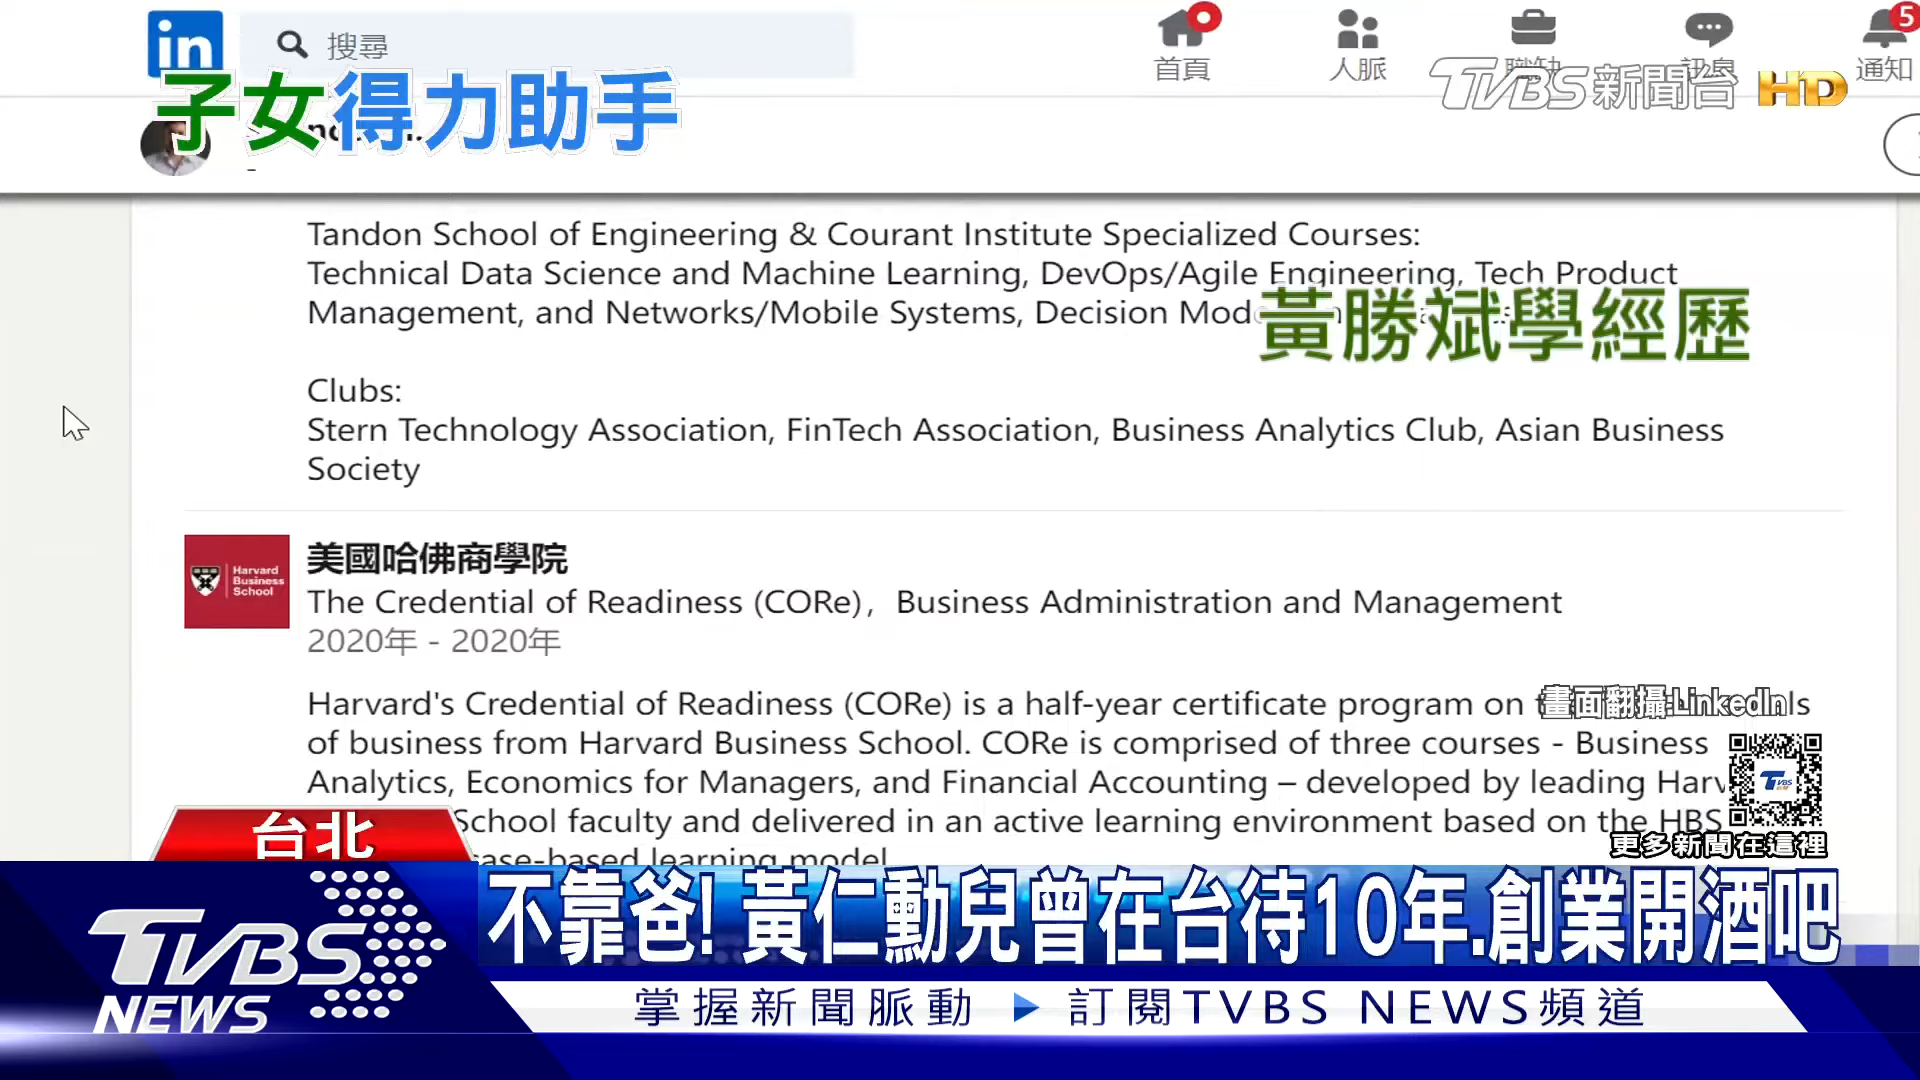 in
搜尋
首頁
人脈
職缺
訊息
5
通知
TVBS新聞台 HD
子女得力助手
Tandon School of Engineering & Courant Institute Specialized Courses:
Technical Data Science and Machine Learning, DevOps/Agile Engineering, Tech Product
Management, and Networks/Mobile Systems, Decision
黃勝斌學經歷
Clubs:
Stern Technology Association, FinTech Association, Business Analytics Club, Asian Business
Society
Harvard
Business
School
美國哈佛商學院
The Credential of Readiness (CORe)，Business Administration and Management
2020年 - 2020年
Harvard's Credential of Readiness (CORe) is a half-year certificate program on
畫面翻攝:LinkedIn
of business from Harvard Business School. CORe is comprised of three courses - Business
Analytics, Economics for Managers, and Financial Accounting – developed by leading
School faculty and delivered in an active learning environment based on the HBS
case-based learning model
TVBS
更多新聞在這裡
台北
不靠爸! 黃仁勳兒曾在台待10年.創業開酒吧
TVBS
NEWS
掌握新聞脈動 ▶ 訂閱TVBS NEWS頻道